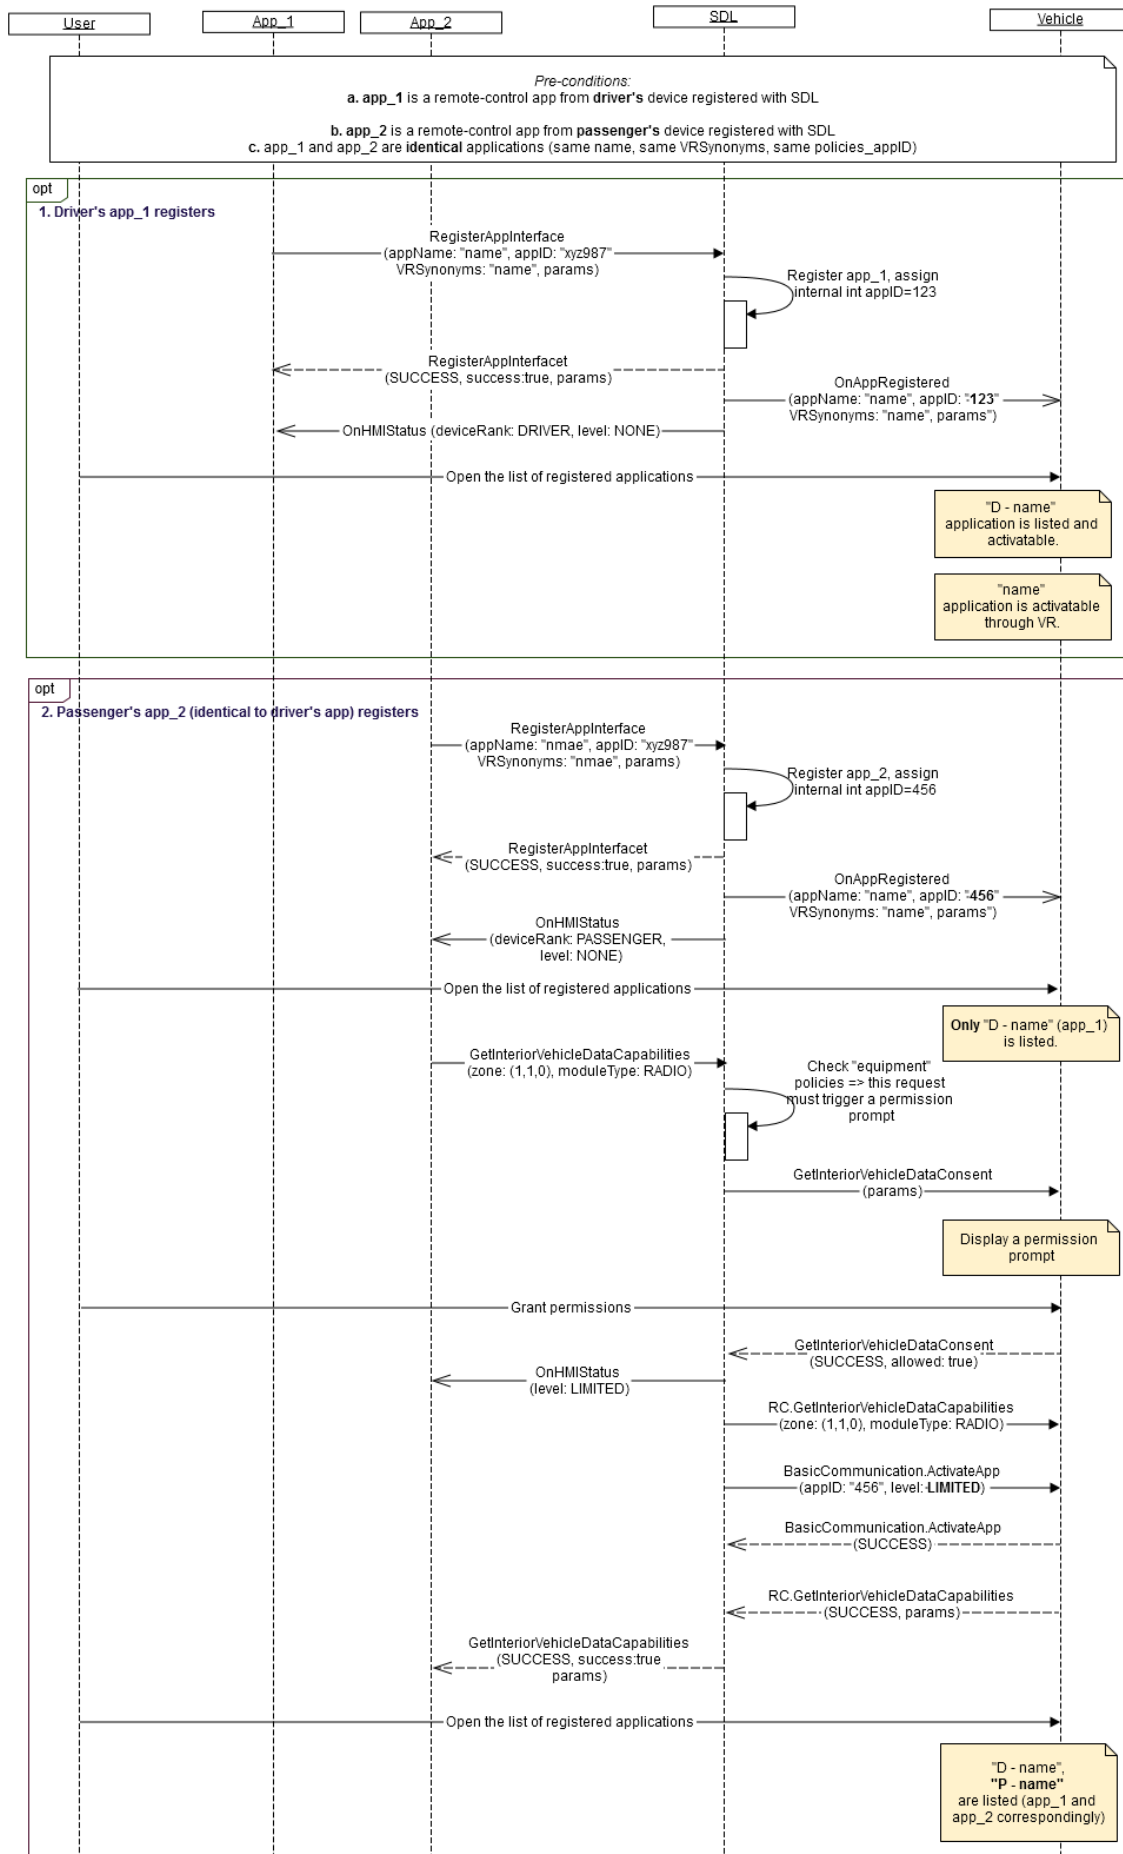 User
App_1
App_2
SDL
Vehicle
Pre-conditions:
a. app_1 is a remote-control app from driver's device registered with SDL
b. app_2 is a remote-control app from passenger's device registered with SDL
c. app_1 and app_2 are identical applications (same name, same VRSynonyms, same policies_appID)
opt
1. Driver's app_1 registers
RegisterAppInterface
(appName: "name", appID: "xyz987"
VRSynonyms: "name", params)
Register app_1, assign
internal int appID=123
RegisterAppInterfacet
(SUCCESS, success:true, params)
OnAppRegistered
(appName: "name", appID: "123"
VRSynonyms: "name", params")
OnHMIStatus (deviceRank: DRIVER, level: NONE)
Open the list of registered applications
"D - name"
application is listed and
activatable.
"name"
application is activatable
through VR.
opt
2. Passenger's app_2 (identical to driver's app) registers
RegisterAppInterface
(appName: "nmae", appID: "xyz987"
VRSynonyms: "nmae", params)
Register app_2, assign
internal int appID=456
RegisterAppInterfacet
(SUCCESS, success:true, params)
OnAppRegistered
(appName: "name", appID: "456"
VRSynonyms: "name", params")
OnHMIStatus
(deviceRank: PASSENGER,
level: NONE)
Open the list of registered applications
Only "D - name" (app_1)
is listed.
GetInteriorVehicleDataCapabilities
(zone: (1,1,0), moduleType: RADIO)
Check "equipment"
policies => this request
must trigger a permission
prompt
GetInteriorVehicleDataConsent
(params)
Display a permission
prompt
Grant permissions
GetInteriorVehicleDataConsent
(SUCCESS, allowed: true)
OnHMIStatus
(level: LIMITED)
RC.GetInteriorVehicleDataCapabilities
(zone: (1,1,0), moduleType: RADIO)
BasicCommunication.ActivateApp
(appID: "456", level: LIMITED)
BasicCommunication.ActivateApp
(SUCCESS)
RC.GetInteriorVehicleDataCapabilities
(SUCCESS, params)
GetInteriorVehicleDataCapabilities
(SUCCESS, success:true
params)
Open the list of registered applications
"D - name",
"P - name"
are listed (app_1 and
app_2 correspondingly)